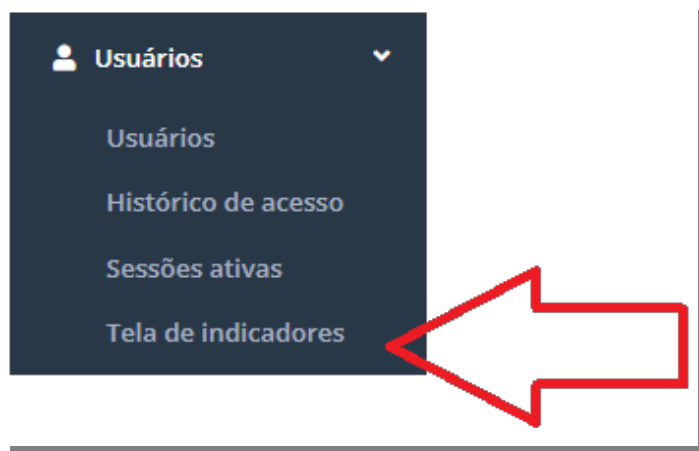 Usuários
Usuários
Histórico de acesso
Sessões ativas
Tela de indicadores